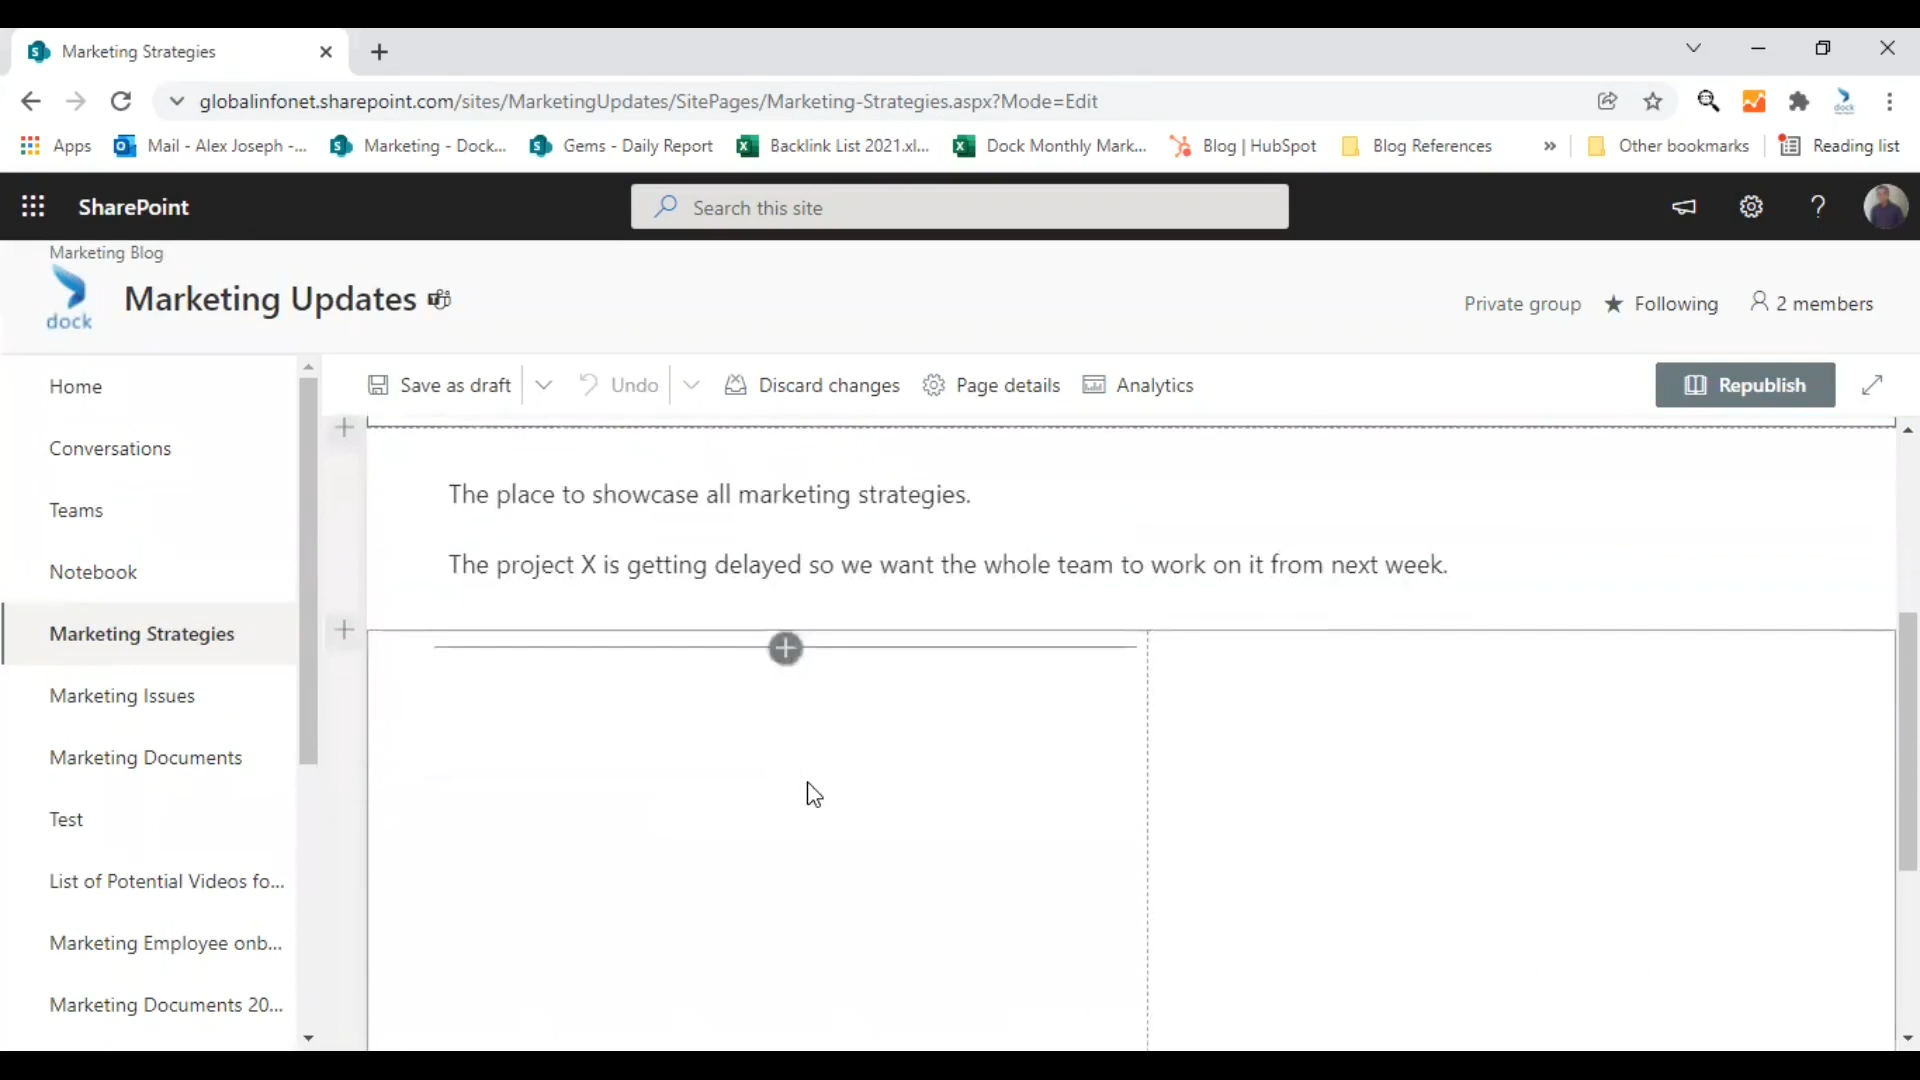 Marketing Strategies
globalinfonet.sharepoint.com/sites/MarketingUpdates/SitePages/Marketing-Strategies.aspx?Mode=Edit
dock
Apps Mail - Alex Joseph -... Marketing - Dock... Gems - Daily Report Backlink List 2021.xl... Dock Monthly Mark... Blog | HubSpot Blog References » Other bookmarks Reading list
SharePoint Search this site ?
Marketing Blog
dock Marketing Updates Private group Following 2 members
Save as draft Undo Discard changes Page details Analytics Republish
Home
Conversations
Teams
Notebook
Marketing Strategies
Marketing Issues
Marketing Documents
Test
List of Potential Videos fo...
Marketing Employee onb...
Marketing Documents 20...
The place to showcase all marketing strategies.
The project X is getting delayed so we want the whole team to work on it from next week.